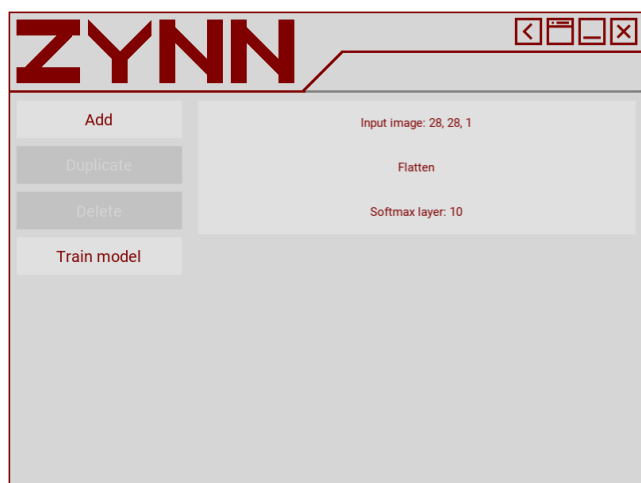 ZYNN
Add
Duplicate
Delete
Train model
Input image: 28, 28, 1
Flatten
Softmax layer: 10